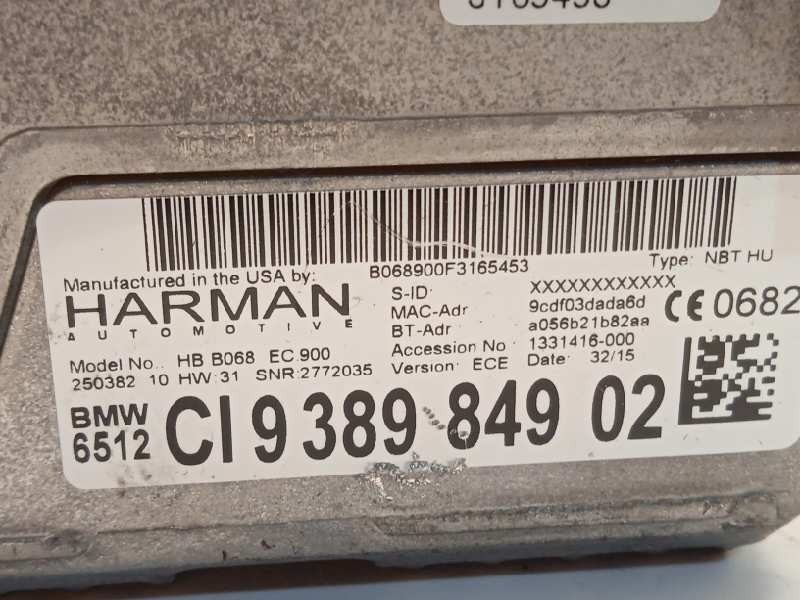 B068900F3165453
Manufactured in the USA by:
HARMAN
AUTOMOTIVE
Type: NBT HU
S-ID: XXXXXXXXXXXX
MAC-Adr 9cdf03dada6d
BT-Adr a056b21b82aa
CE 0682
Accession No 1331416-000
Version: ECE Date: 32/15
Model No.. HB B068 EC.900
250382 10 HW:31 SNR:2772035
BMW
6512
CI 9 389 849 02